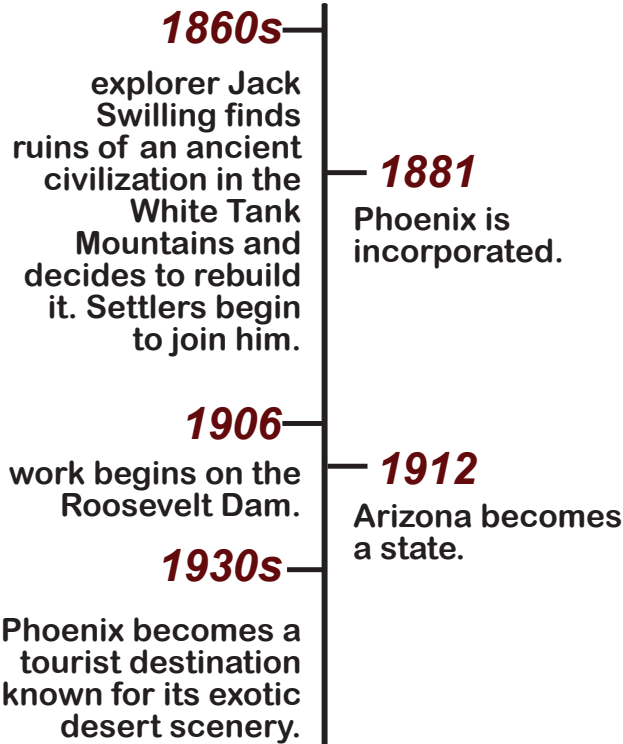 1860s
explorer Jack
Swilling finds
ruins of an ancient
civilization in the
White Tank
Mountains and
decides to rebuild
it. Settlers begin
to join him.
1881
Phoenix is
incorporated.
1906
work begins on the
Roosevelt Dam.
1912
Arizona becomes
a state.
1930s
Phoenix becomes a
tourist destination
known for its exotic
desert scenery.